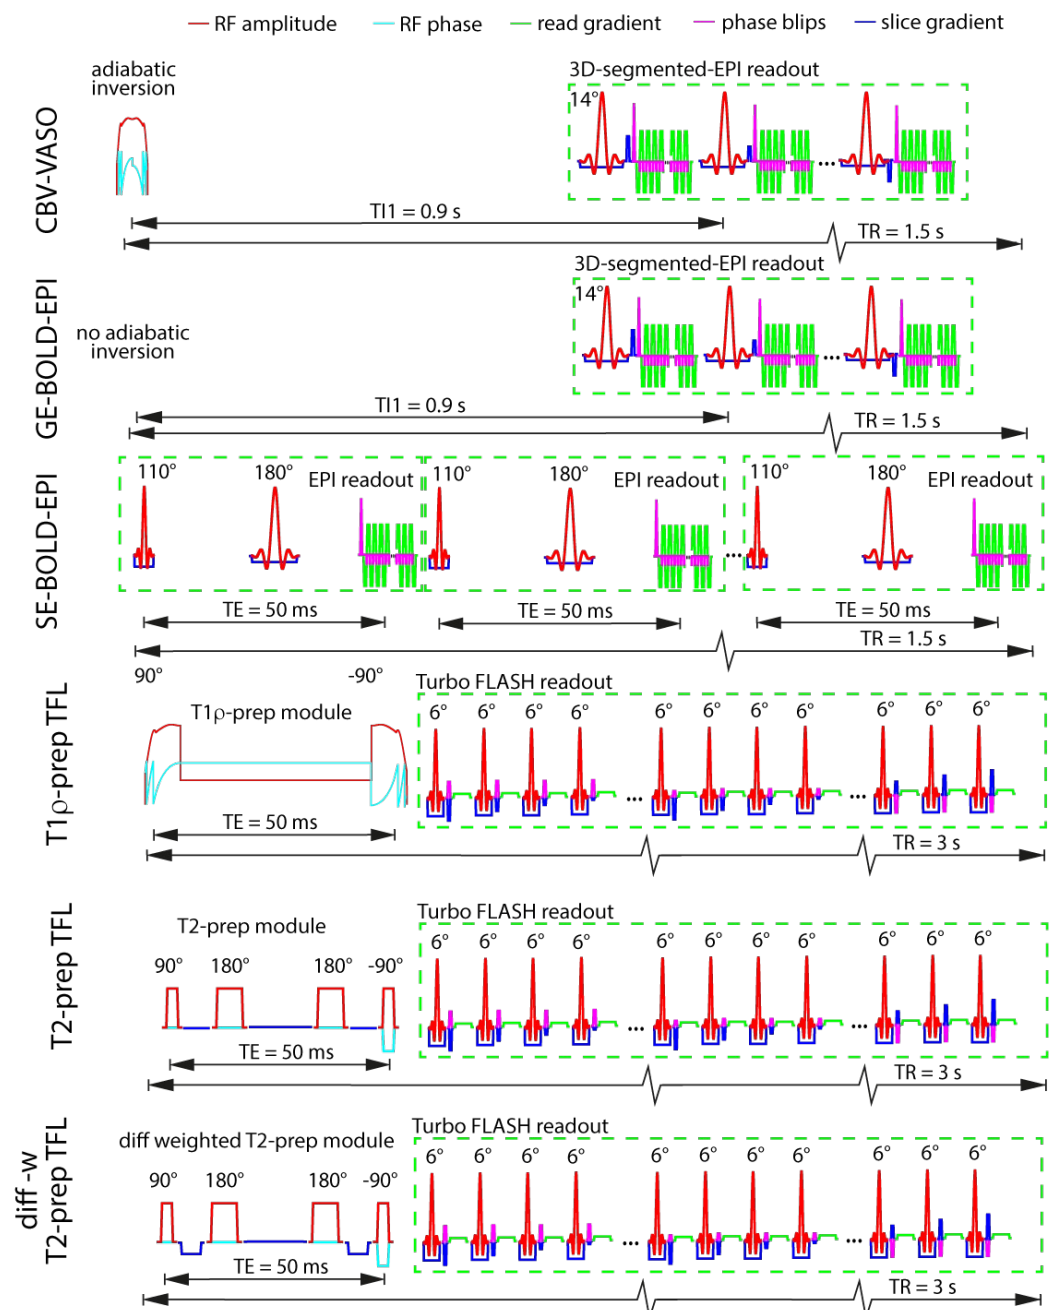 RF amplitude RF phase read gradient phase blips slice gradient
CBV-VASO
adiabatic
inversion
3D-segmented-EPI readout
14°
...
TI1 = 0.9 s
TR = 1.5 s
GE-BOLD-EPI
no adiabatic
inversion
3D-segmented-EPI readout
14°
...
TI1 = 0.9 s
TR = 1.5 s
SE-BOLD-EPI
110° 180° EPI readout
110° 180° EPI readout
...
110° 180° EPI readout
TE = 50 ms TE = 50 ms TE = 50 ms
TR = 1.5 s
T1ρ-prep TFL
90° -90°
T1ρ-prep module
Turbo FLASH readout
6° 6° 6° 6° 6° 6° 6° 6° 6° 6° 6°
... ...
TE = 50 ms
TR = 3 s
T2-prep TFL
T2-prep module
90° 180° 180° -90°
Turbo FLASH readout
6° 6° 6° 6° 6° 6° 6° 6° 6° 6° 6°
... ...
TE = 50 ms
TR = 3 s
diff -w
T2-prep TFL
diff weighted T2-prep module
90° 180° 180° -90°
Turbo FLASH readout
6° 6° 6° 6° 6° 6° 6° 6° 6° 6° 6°
... ...
TE = 50 ms
TR = 3 s